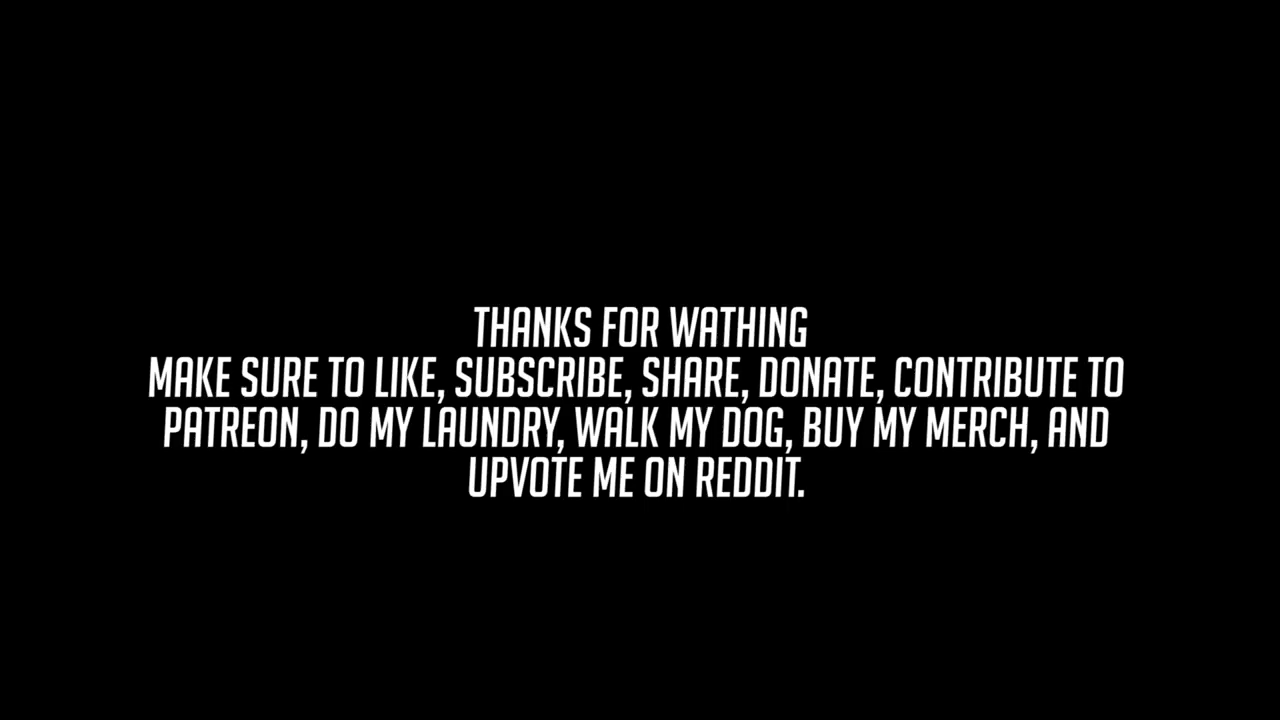 THANKS FOR WATHING
MAKE SURE TO LIKE, SUBSCRIBE, SHARE, DONATE, CONTRIBUTE TO
PATREON, DO MY LAUNDRY, WALK MY DOG, BUY MY MERCH, AND
UPVOTE ME ON REDDIT.